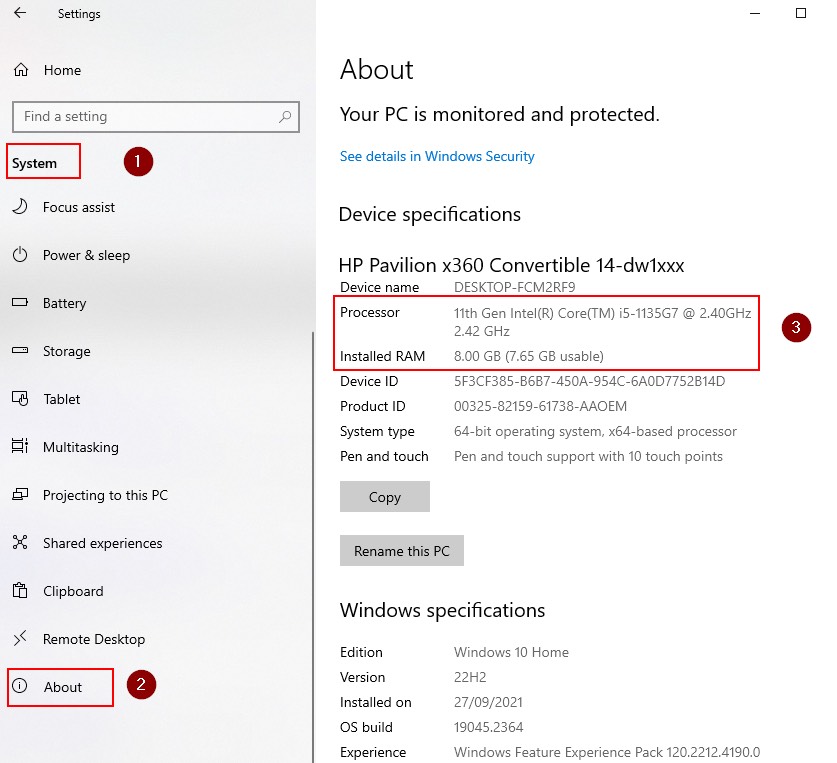 Settings
Home
Find a setting
System
1
Focus assist
Power & sleep
Battery
Storage
Tablet
Multitasking
Projecting to this PC
Shared experiences
Clipboard
Remote Desktop
About
2
About
Your PC is monitored and protected.
See details in Windows Security
Device specifications
HP Pavilion x360 Convertible 14-dw1xxx
Device name DESKTOP-FCM2RF9
Processor 11th Gen Intel(R) Core(TM) i5-1135G7 @ 2.40GHz
2.42 GHz
3
Installed RAM 8.00 GB (7.65 GB usable)
Device ID 5F3CF385-B6B7-450A-954C-6A0D7752B14D
Product ID 00325-82159-61738-AAOEM
System type 64-bit operating system, x64-based processor
Pen and touch Pen and touch support with 10 touch points
Copy
Rename this PC
Windows specifications
Edition Windows 10 Home
Version 22H2
Installed on 27/09/2021
OS build 19045.2364
Experience Windows Feature Experience Pack 120.2212.4190.0